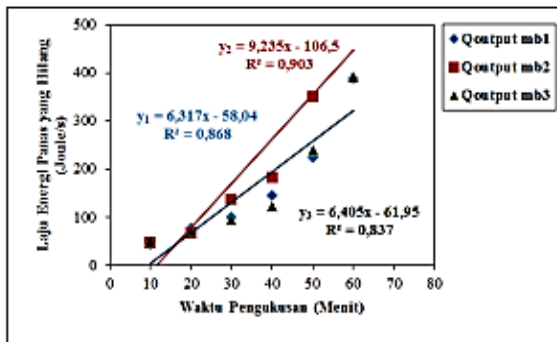 y₂ = 9,235x - 106,5
R² = 0,903
y₁ = 6,317x - 58,04
R² = 0,868
y₃ = 6,405x - 61,95
R² = 0,837
Qoutput mb1
Qoutput mb2
Qoutput mb3
Laju Energi Panas yang Hilang
(Joule/s)
500
400
300
200
100
0
0 10 20 30 40 50 60 70 80
Waktu Pengukusan (Menit)